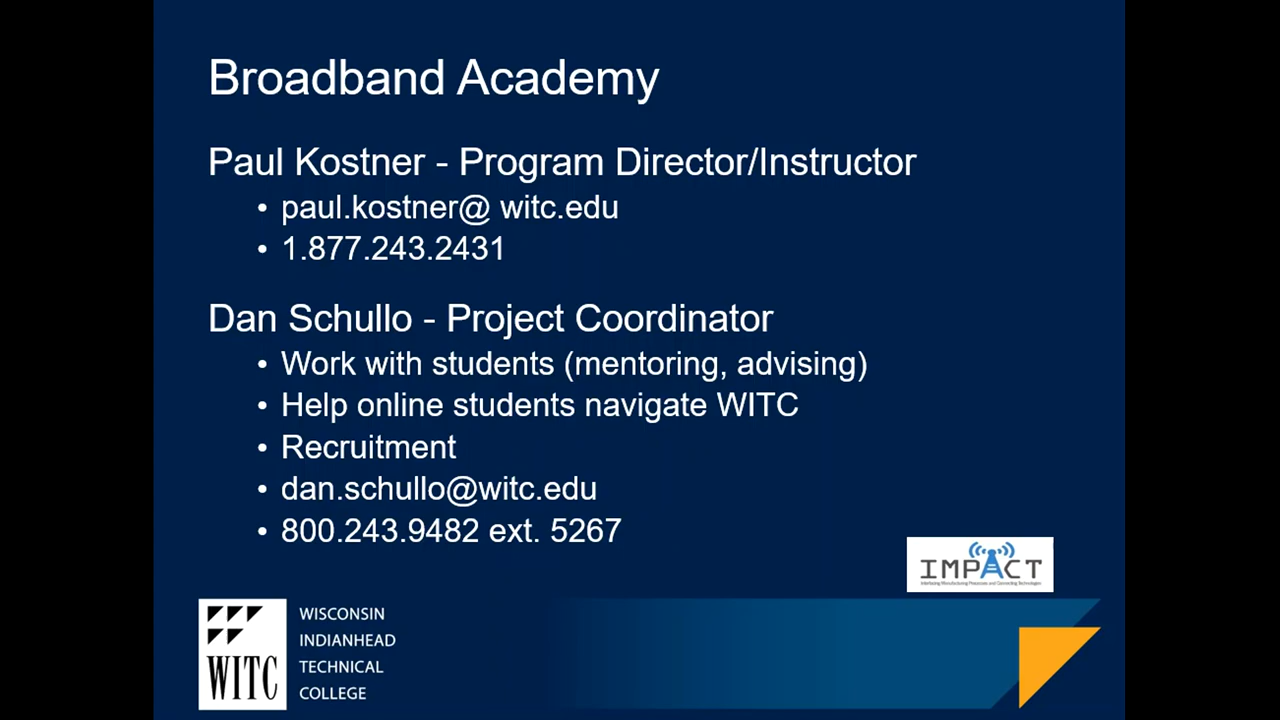 Broadband Academy
Paul Kostner - Program Director/Instructor
• paul.kostner@ witc.edu
• 1.877.243.2431
Dan Schullo - Project Coordinator
• Work with students (mentoring, advising)
• Help online students navigate WITC
• Recruitment
• dan.schullo@witc.edu
• 800.243.9482 ext. 5267
IMPACT
WITC
WISCONSIN
INDIANHEAD
TECHNICAL
COLLEGE